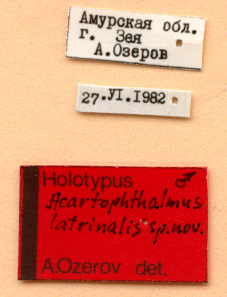 Амурская обл.
г. Зея
А.Озеров
27.VI.1982
Holotypus ♂
Acartophthalmus
latrinalis sp.nov.
A.Ozerov det.